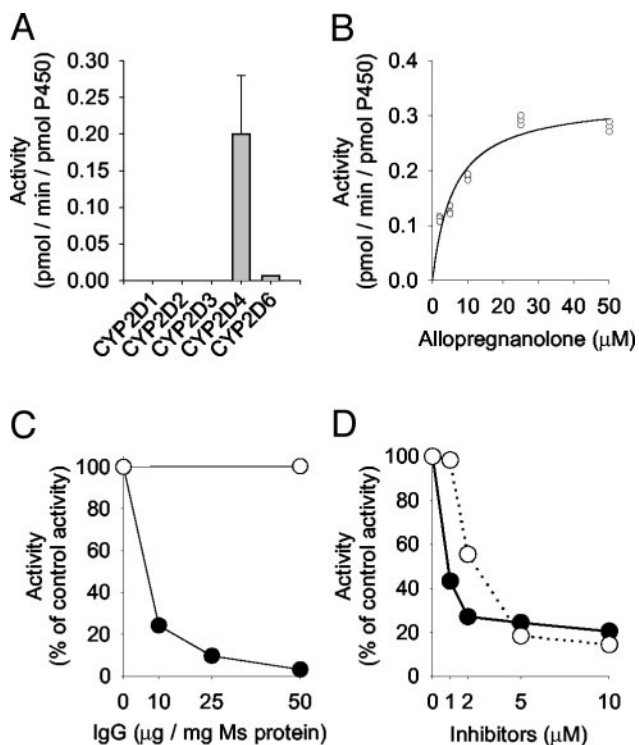 A
Activity
(pmol / min / pmol P450)
0.30
0.25
0.20
0.15
0.10
0.05
0.00
CYP2D1
CYP2D2
CYP2D3
CYP2D4
CYP2D6
B
Activity
(pmol / min / pmol P450)
0.4
0.3
0.2
0.1
0.0
0 10 20 30 40 50
Allopregnanolone (μM)
C
Activity
(% of control activity)
100
80
60
40
20
0
0 10 25 50
IgG (μg / mg Ms protein)
D
Activity
(% of control activity)
100
80
60
40
20
0
0 1 2 5 10
Inhibitors (μM)